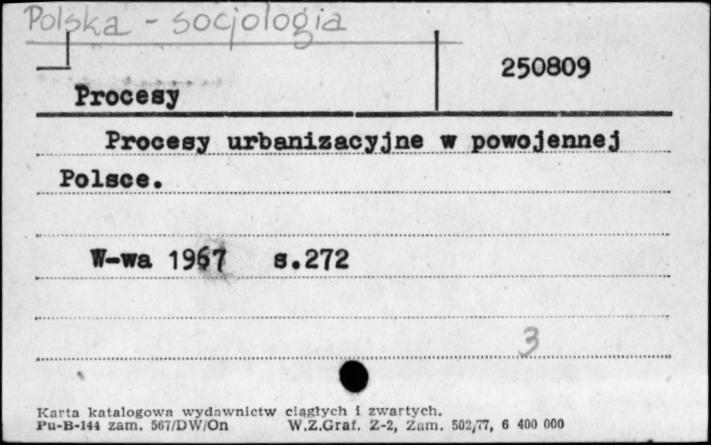 Polska - socjologia
250809
Procesy
Procesy urbanizacyjne w powojennej
Polsce.
W-wa 1967 s.272
3
Karta katalogowa wydawnictw ciągłych i zwartych.
Pu-B-144 zam. 567/DW/On W.Z.Graf. Z-2, Zam. 502/77, 6 400 000